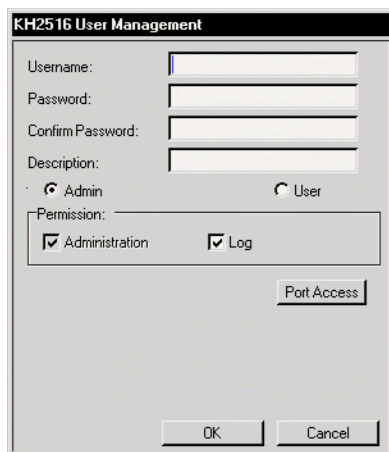 KH2516 User Management
Username:
Password:
Confirm Password:
Description:
Admin User
Permission:
Administration Log
Port Access
OK Cancel